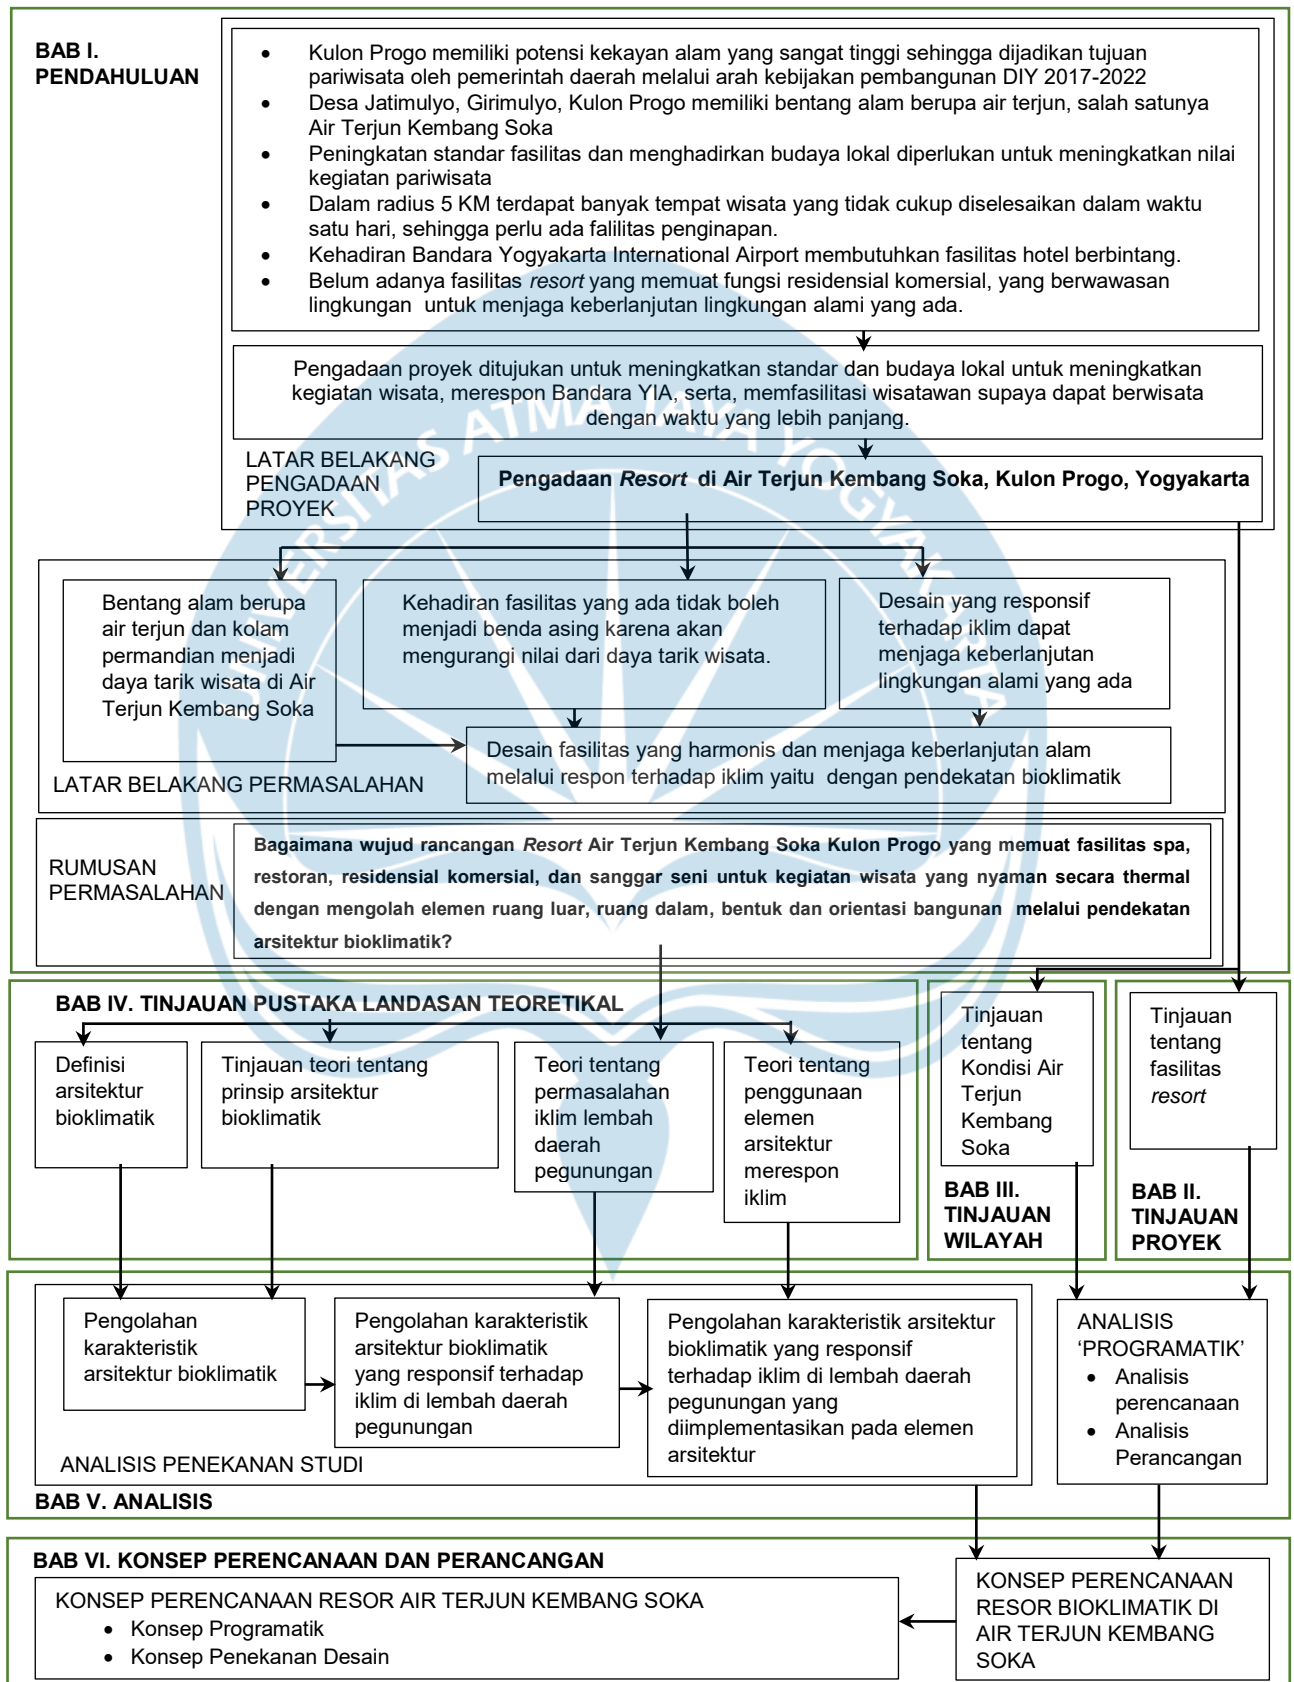 BAB I.
PENDAHULUAN
• Kulon Progo memiliki potensi kekayan alam yang sangat tinggi sehingga dijadikan tujuan
pariwisata oleh pemerintah daerah melalui arah kebijakan pembangunan DIY 2017-2022
• Desa Jatimulyo, Girimulyo, Kulon Progo memiliki bentang alam berupa air terjun, salah satunya
Air Terjun Kembang Soka
• Peningkatan standar fasilitas dan menghadirkan budaya lokal diperlukan untuk meningkatkan nilai
kegiatan pariwisata
• Dalam radius 5 KM terdapat banyak tempat wisata yang tidak cukup diselesaikan dalam waktu
satu hari, sehingga perlu ada falilitas penginapan.
• Kehadiran Bandara Yogyakarta International Airport membutuhkan fasilitas hotel berbintang.
• Belum adanya fasilitas resort yang memuat fungsi residensial komersial, yang berwawasan
lingkungan untuk menjaga keberlanjutan lingkungan alami yang ada.
Pengadaan proyek ditujukan untuk meningkatkan standar dan budaya lokal untuk meningkatkan
kegiatan wisata, merespon Bandara YIA, serta, memfasilitasi wisatawan supaya dapat berwisata
dengan waktu yang lebih panjang.
LATAR BELAKANG
PENGADAAN
PROYEK
Pengadaan Resort di Air Terjun Kembang Soka, Kulon Progo, Yogyakarta
UNIVERSITAS ATMA JAYA YOGYAKARTA
Bentang alam berupa
air terjun dan kolam
permandian menjadi
daya tarik wisata di Air
Terjun Kembang Soka
Kehadiran fasilitas yang ada tidak boleh
menjadi benda asing karena akan
mengurangi nilai dari daya tarik wisata.
Desain yang responsif
terhadap iklim dapat
menjaga keberlanjutan
lingkungan alami yang ada
Desain fasilitas yang harmonis dan menjaga keberlanjutan alam
melalui respon terhadap iklim yaitu dengan pendekatan bioklimatik
LATAR BELAKANG PERMASALAHAN
RUMUSAN
PERMASALAHAN
Bagaimana wujud rancangan Resort Air Terjun Kembang Soka Kulon Progo yang memuat fasilitas spa,
restoran, residensial komersial, dan sanggar seni untuk kegiatan wisata yang nyaman secara thermal
dengan mengolah elemen ruang luar, ruang dalam, bentuk dan orientasi bangunan melalui pendekatan
arsitektur bioklimatik?
BAB IV. TINJAUAN PUSTAKA LANDASAN TEORETIKAL
Definisi
arsitektur
bioklimatik
Tinjauan teori tentang
prinsip arsitektur
bioklimatik
Teori tentang
permasalahan
iklim lembah
daerah
pegunungan
Teori tentang
penggunaan
elemen
arsitektur
merespon
iklim
Tinjauan
tentang
Kondisi Air
Terjun
Kembang
Soka
BAB III.
TINJAUAN
WILAYAH
Tinjauan
tentang
fasilitas
resort
BAB II.
TINJAUAN
PROYEK
Pengolahan
karakteristik
arsitektur bioklimatik
Pengolahan karakteristik
arsitektur bioklimatik
yang responsif terhadap
iklim di lembah daerah
pegunungan
Pengolahan karakteristik arsitektur
bioklimatik yang responsif
terhadap iklim di lembah daerah
pegunungan yang
diimplementasikan pada elemen
arsitektur
ANALISIS PENEKANAN STUDI
ANALISIS
‘PROGRAMATIK’
• Analisis
perencanaan
• Analisis
Perancangan
BAB V. ANALISIS
BAB VI. KONSEP PERENCANAAN DAN PERANCANGAN
KONSEP PERENCANAAN RESOR AIR TERJUN KEMBANG SOKA
• Konsep Programatik
• Konsep Penekanan Desain
KONSEP PERENCANAAN
RESOR BIOKLIMATIK DI
AIR TERJUN KEMBANG
SOKA